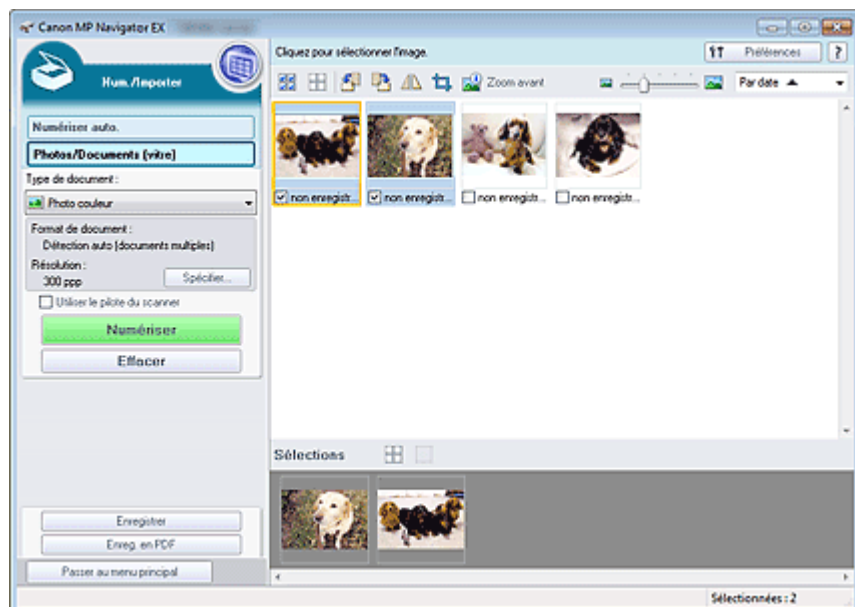 Canon MP Navigator EX
Num./Importer
Numériser auto.
Photos/Documents (vitre)
Type de document :
Photo couleur
Format de document :
Détection auto (documents multiples)
Résolution :
300 ppp
Spécifier...
Utiliser le pilote du scanner
Numériser
Effacer
Enregistrer
Enreg. en PDF
Passer au menu principal
Cliquez pour sélectionner l'image.
Préférences
?
Zoom avant
Par date
non enregistr...
non enregistr...
non enregistr...
non enregistr...
Sélections
Sélectionnées : 2